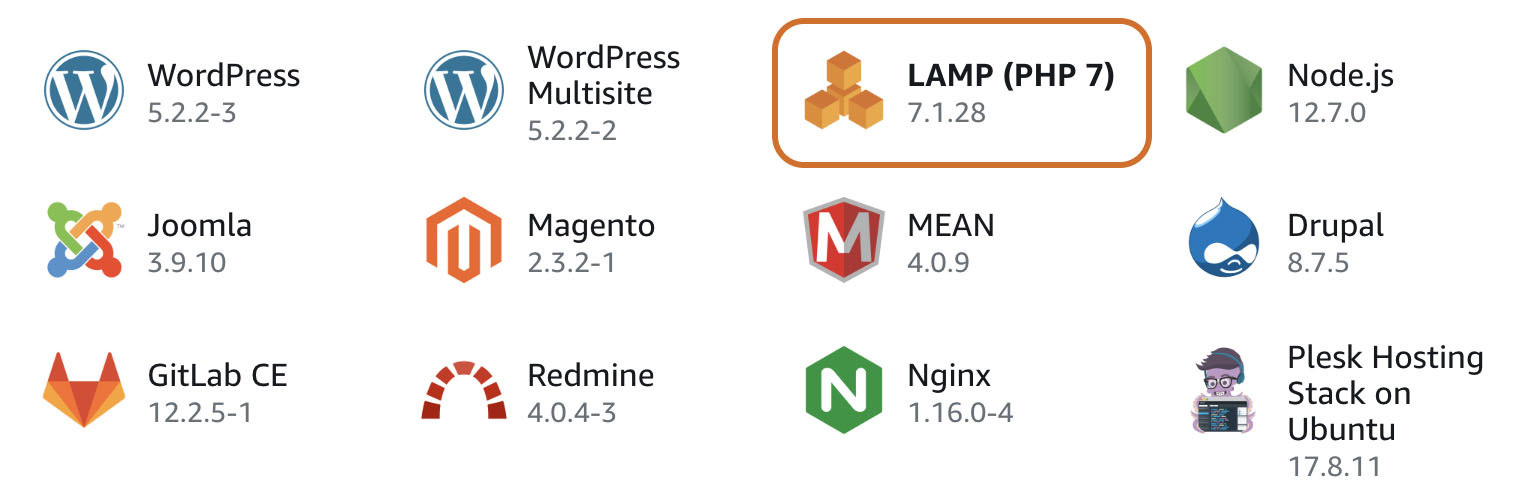 WordPress
5.2.2-3
WordPress
Multisite
5.2.2-2
LAMP (PHP 7)
7.1.28
Node.js
12.7.0
Joomla
3.9.10
Magento
2.3.2-1
MEAN
4.0.9
Drupal
8.7.5
GitLab CE
12.2.5-1
Redmine
4.0.4-3
Nginx
1.16.0-4
Plesk Hosting
Stack on
Ubuntu
17.8.11